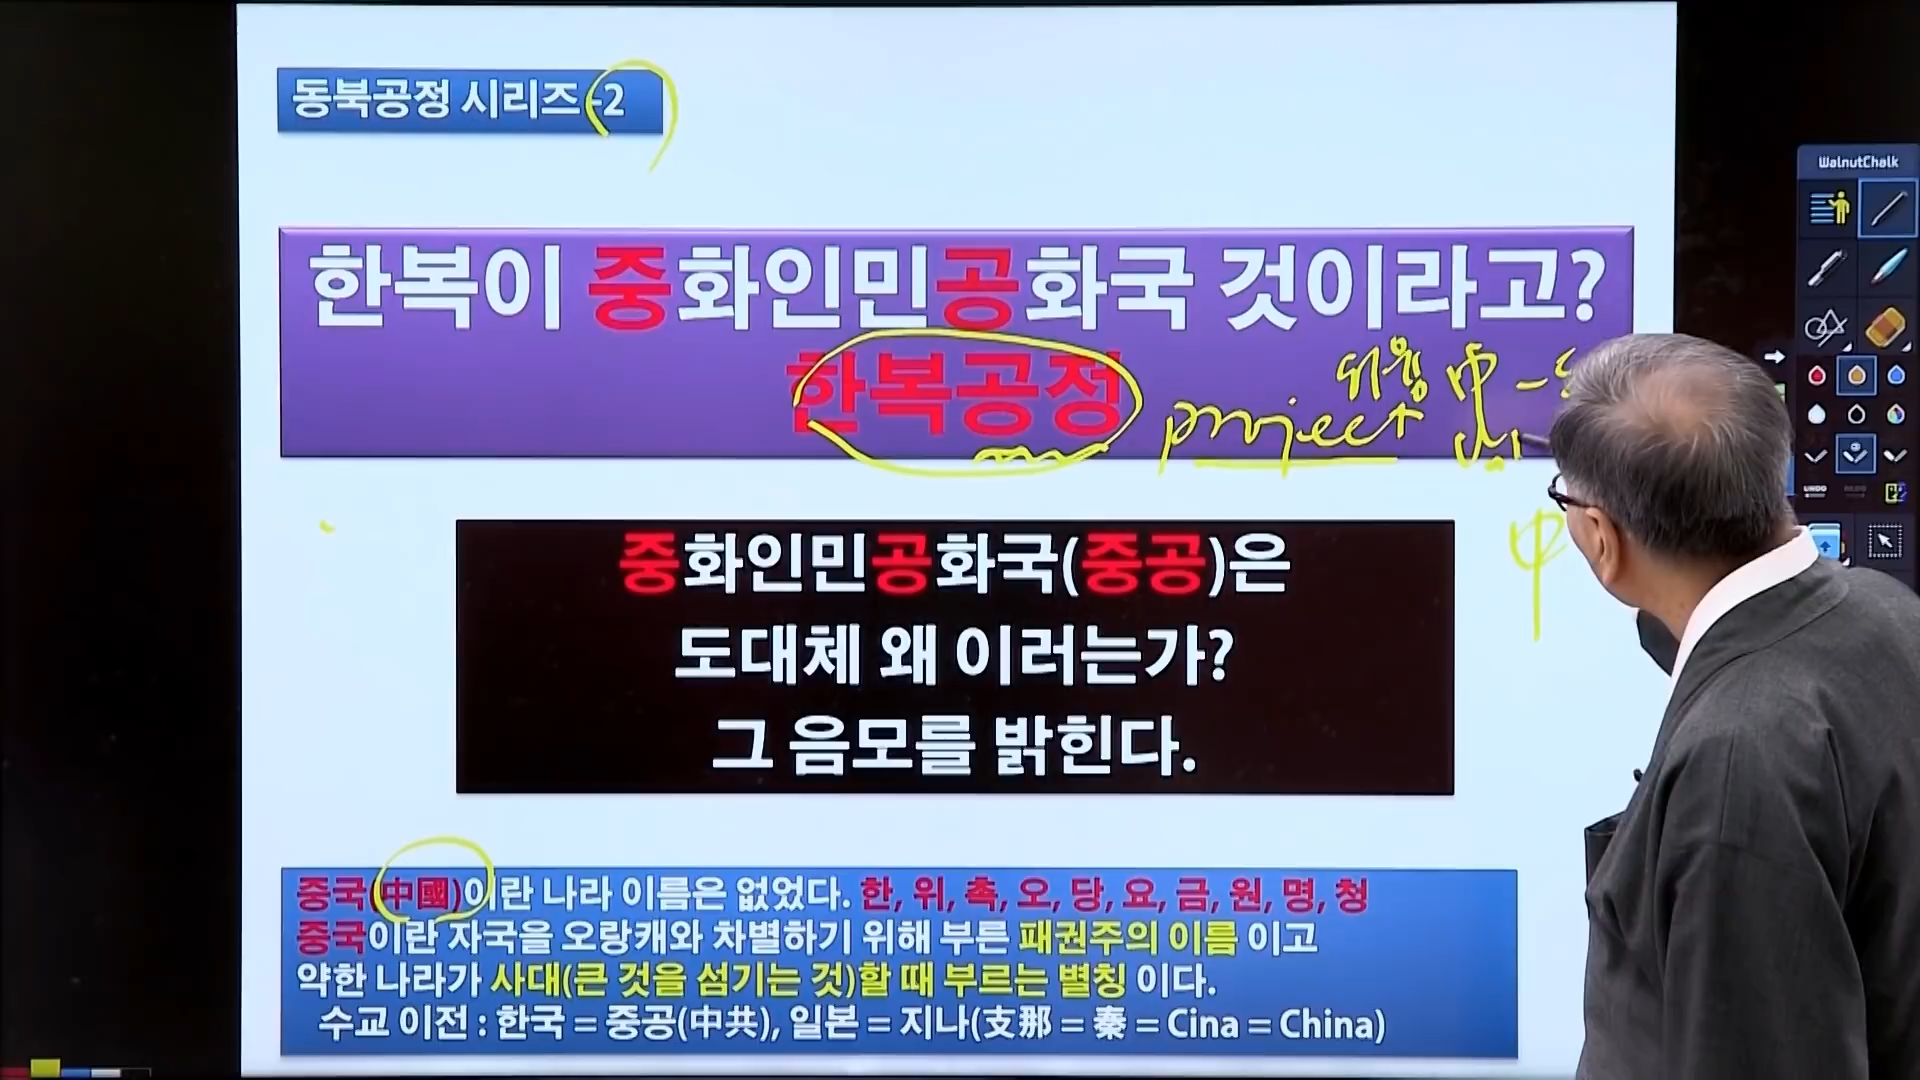 동북공정 시리즈 -2
한복이 중화인민공화국 것이라고?
한복공정
project
中
中
중화인민공화국(중공)은
도대체 왜 이러는가?
그 음모를 밝힌다.
중국(中國)이란 나라 이름은 없었다. 한, 위, 촉, 오, 당, 요, 금, 원, 명, 청
중국이란 자국을 오랑캐와 차별하기 위해 부른 패권주의 이름 이고
약한 나라가 사대(큰 것을 섬기는 것)할 때 부르는 별칭 이다.
수교 이전 : 한국 = 중공(中共), 일본 = 지나(支那 = 秦 = Cina = China)
WalnutChalk
UNDO